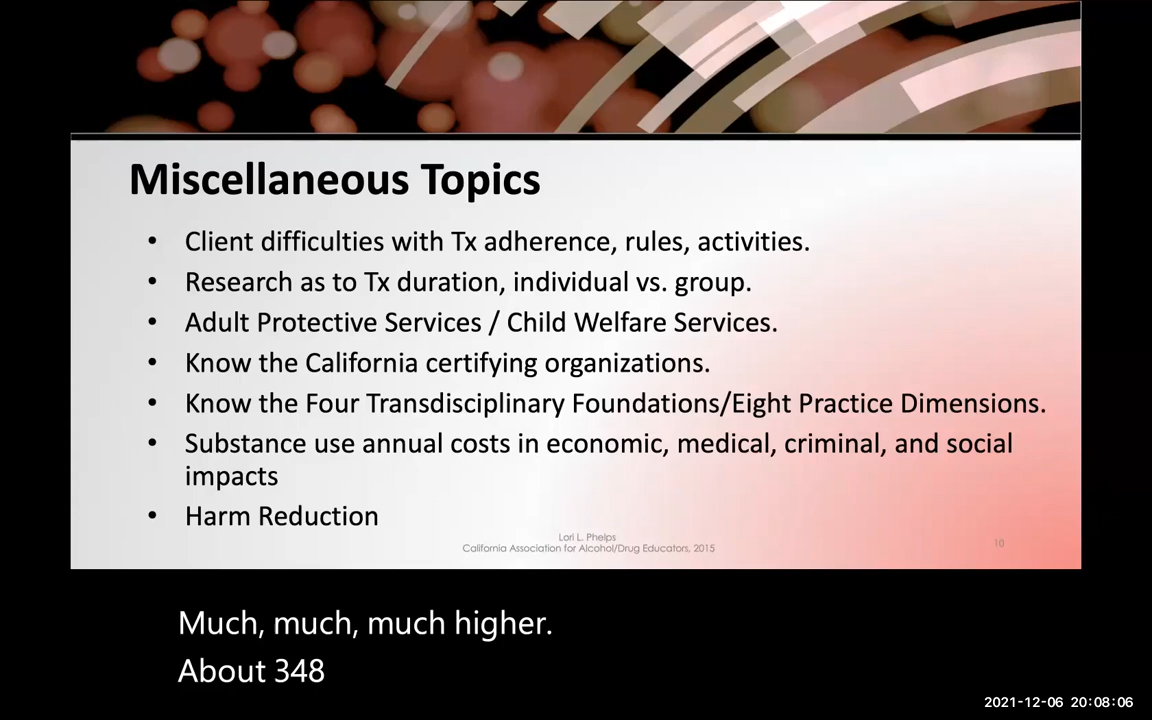 Miscellaneous Topics
• Client difficulties with Tx adherence, rules, activities.
• Research as to Tx duration, individual vs. group.
• Adult Protective Services / Child Welfare Services.
• Know the California certifying organizations.
• Know the Four Transdisciplinary Foundations/Eight Practice Dimensions.
• Substance use annual costs in economic, medical, criminal, and social
impacts
• Harm Reduction
Lori L. Phelps
California Association for Alcohol/Drug Educators, 2015
10
Much, much, much higher.
About 348
2021-12-06 20:08:06